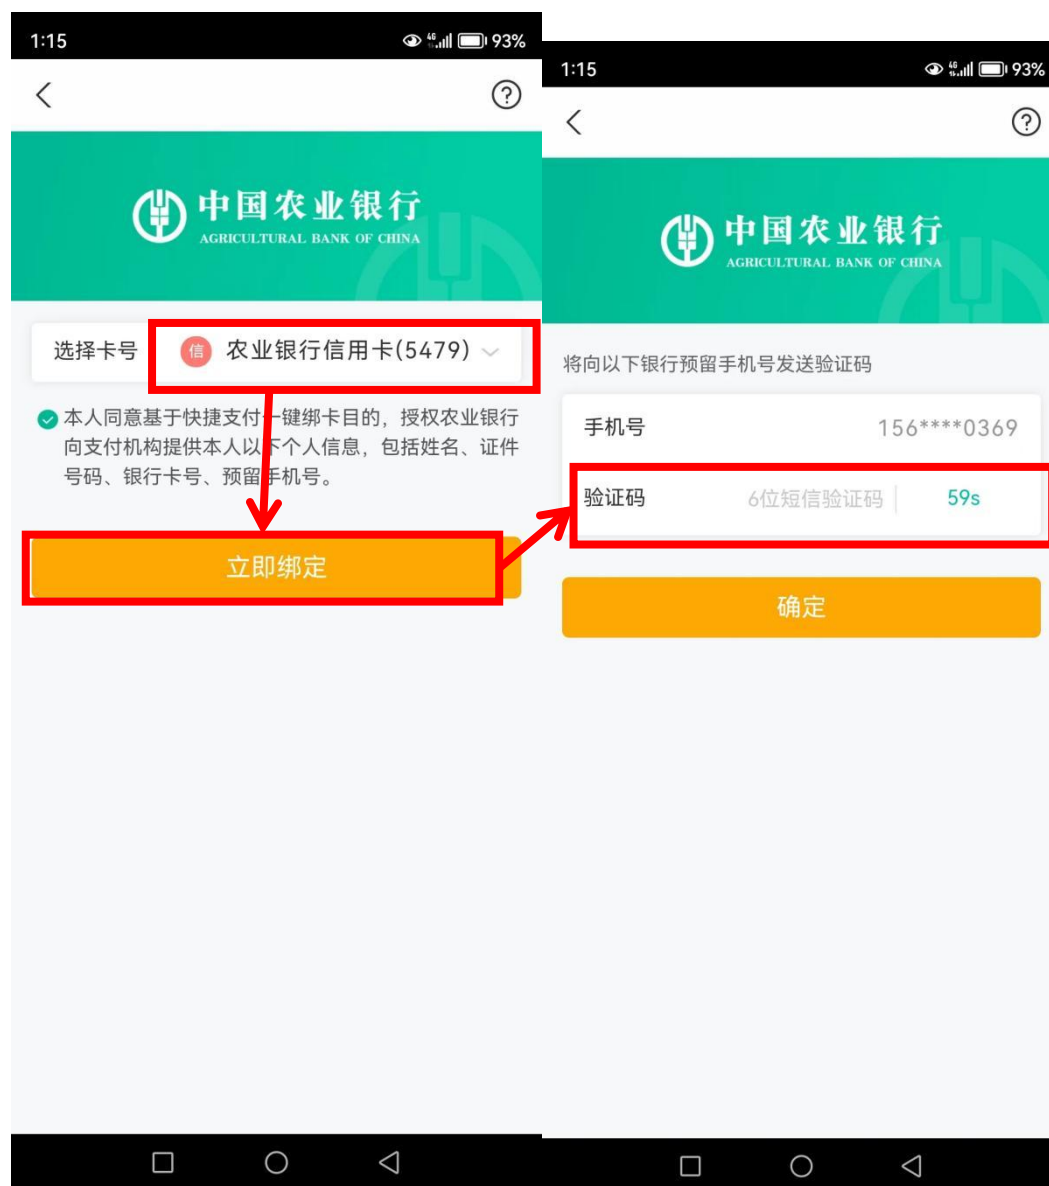 1:15
4G
93%
中国农业银行
AGRICULTURAL BANK OF CHINA
选择卡号
信 农业银行信用卡(5479)
本人同意基于快捷支付一键绑卡目的，授权农业银行
向支付机构提供本人以下个人信息，包括姓名、证件
号码、银行卡号、预留手机号。
立即绑定
1:15
4G
93%
中国农业银行
AGRICULTURAL BANK OF CHINA
将向以下银行预留手机号发送验证码
手机号 156****0369
验证码 6位短信验证码 59s
确定